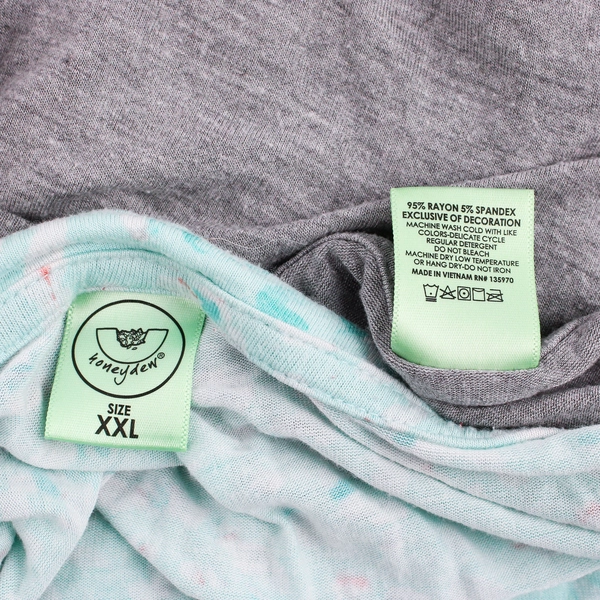 95% RAYON 5% SPANDEX
EXCLUSIVE OF DECORATION
MACHINE WASH COLD WITH LIKE
COLORS-DELICATE CYCLE
REGULAR DETERGENT
DO NOT BLEACH
MACHINE DRY LOW TEMPERATURE
OR HANG DRY-DO NOT IRON
MADE IN VIETNAM RN# 135970
honeydew®
SIZE
XXL